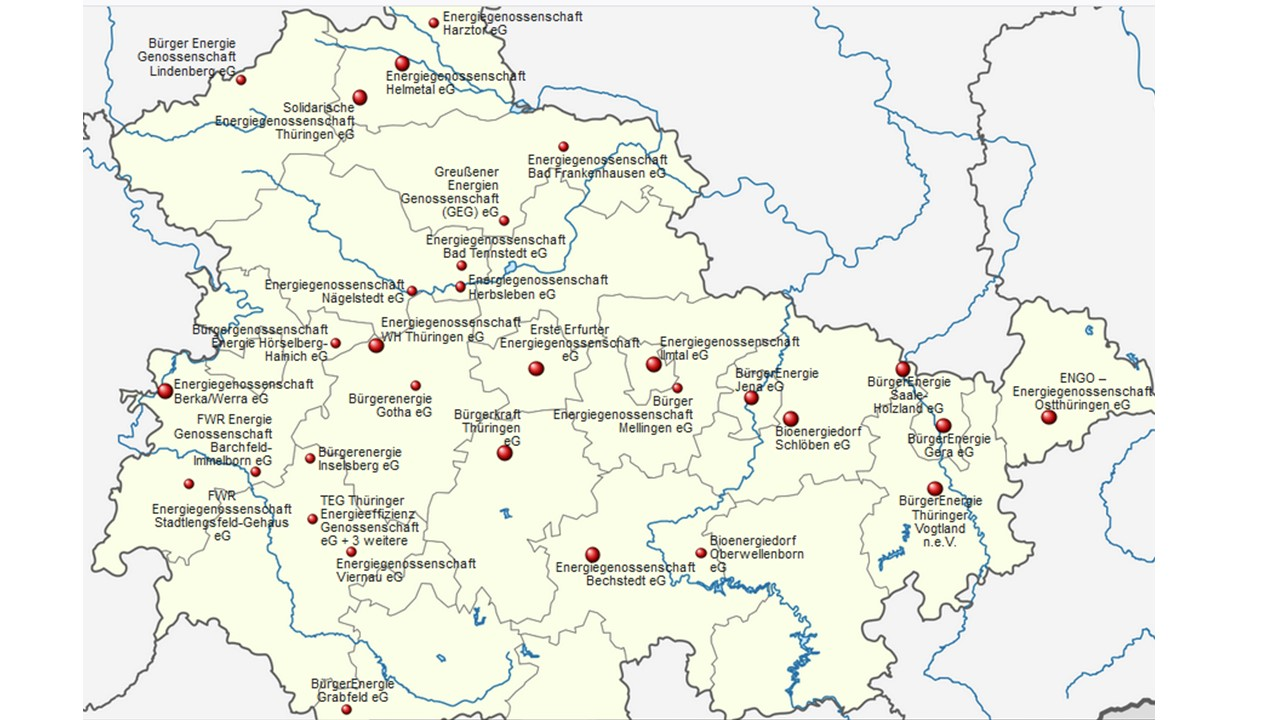 Energiegenossenschaft
Harztor eG
Bürger Energie
Genossenschaft
Lindenberg eG
Energiegenossenschaft
Helmetal eG
Solidarische
Energiegenossenschaft
Thüringen eG
Energiegenossenschaft
Bad Frankenhausen eG
Greußener
Energien
Genossenschaft
(GEG) eG
Energiegenossenschaft
Bad Tennstedt eG
Energiegenossenschaft
Nägelstedt eG
Energiegenossenschaft
Herbsleben eG
Bürgergenossenschaft
Energie Hörselberg-
Hainich eG
Energiegenossenschaft
WH Thüringen eG
Erste Erfurter
Energiegenossenschaft
eG
Energiegenossenschaft
Ilmtal eG
BürgerEnergie
Jena eG
BürgerEnergie
Saale-
Holzland eG
ENGO –
Energiegenossenschaft
Ostthüringen eG
Energiegenossenschaft
Berka/Werra eG
Bürgerenergie
Gotha eG
Bürgerkraft
Thüringen
eG
Bürger
Energiegenossenschaft
Mellingen eG
Bioenergiedorf
Schlöben eG
BürgerEnergie
Gera eG
FWR Energie
Genossenschaft
Barchfeld-
Immelborn eG
Bürgerenergie
Inselsberg eG
FWR
Energiegenossenschaft
Stadtlengsfeld-Gehaus
eG
TEG Thüringer
Energieeffizienz
Genossenschaft
eG + 3 weitere
BürgerEnergie
Thüringer
Vogtland
n.e.V.
Energiegenossenschaft
Viernau eG
Energiegenossenschaft
Bechstedt eG
Bioenergiedorf
Oberwellenborn
eG
BürgerEnergie
Grabfeld eG